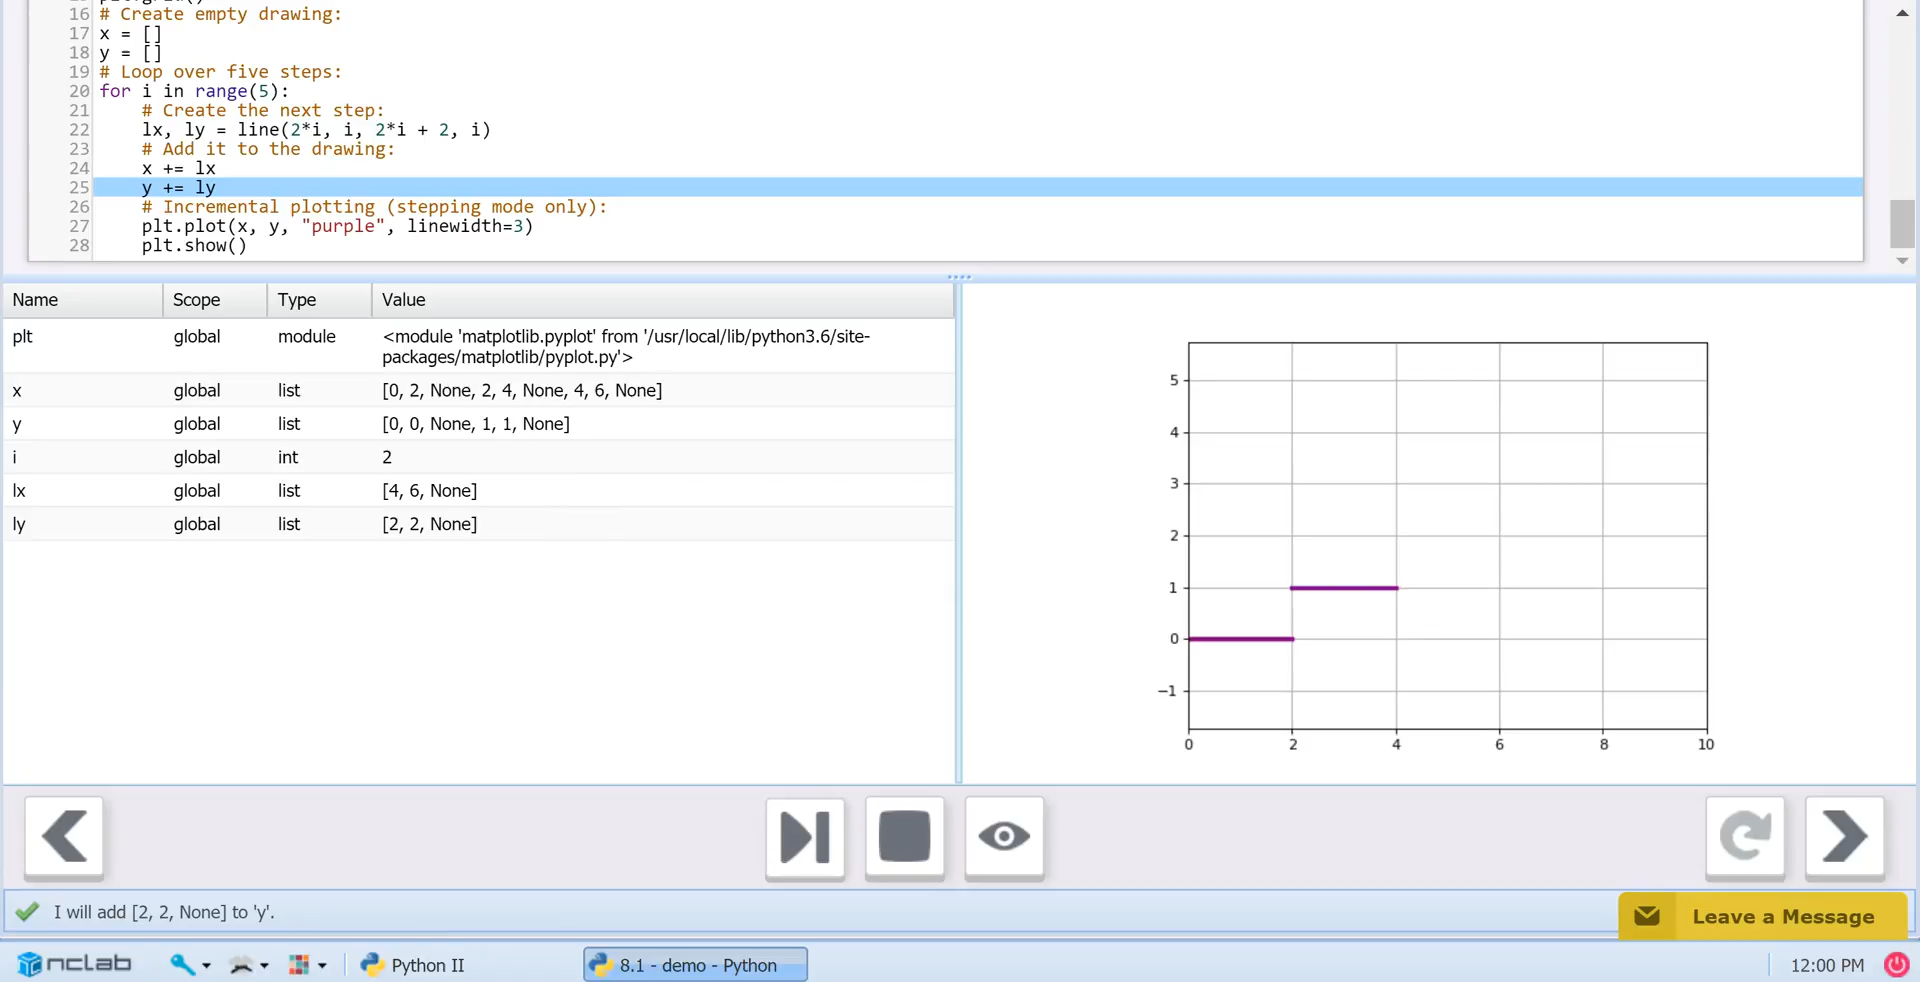 16 # Create empty drawing:
17 x = []
18 y = []
19 # Loop over five steps:
20 for i in range(5):
21 # Create the next step:
22 lx, ly = line(2*i, i, 2*i + 2, i)
23 # Add it to the drawing:
24 x += lx
25 y += ly
26 # Incremental plotting (stepping mode only):
27 plt.plot(x, y, "purple", linewidth=3)
28 plt.show()
Name Scope Type Value
plt global module <module 'matplotlib.pyplot' from '/usr/local/lib/python3.6/site-
packages/matplotlib/pyplot.py'>
x global list [0, 2, None, 2, 4, None, 4, 6, None]
y global list [0, 0, None, 1, 1, None]
i global int 2
lx global list [4, 6, None]
ly global list [2, 2, None]
5
4
3
2
1
0
−1
0 2 4 6 8 10
I will add [2, 2, None] to 'y'.
Leave a Message
nclab Python II 8.1 - demo - Python 12:00 PM